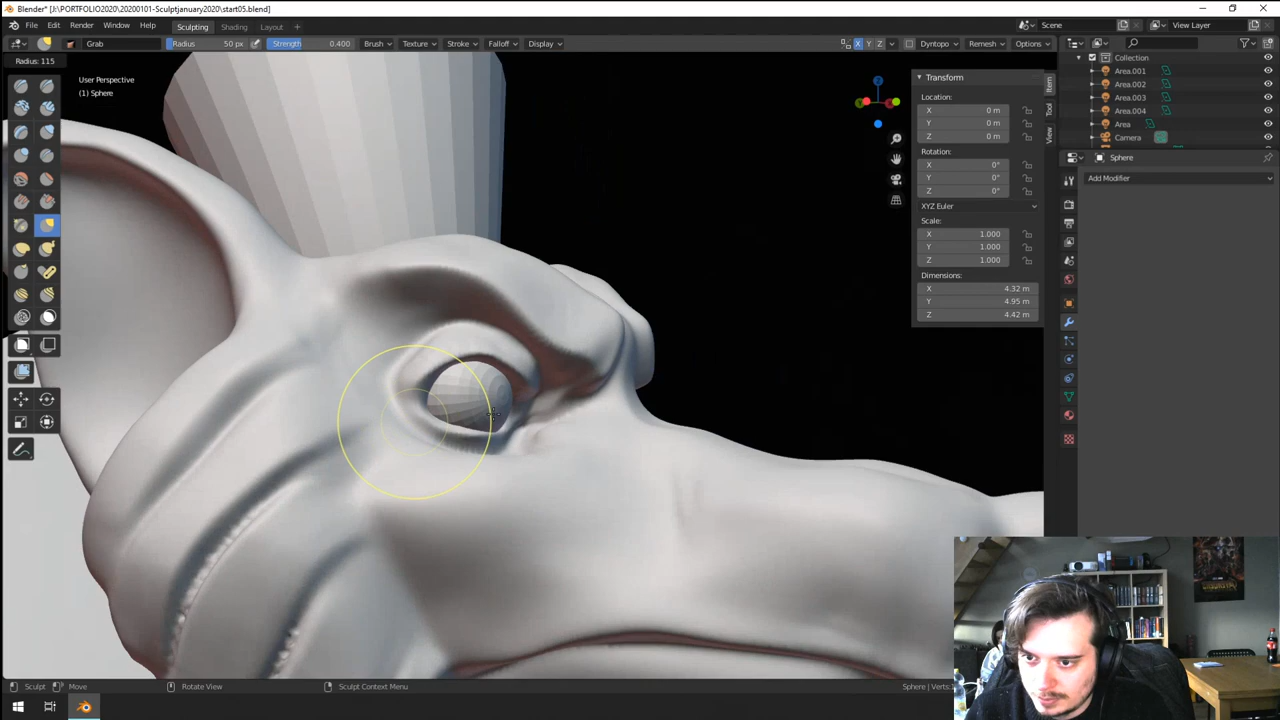 Blender* [J:\PORTFOLIO2020\20200101-Sculptjanuary2020\start05.blend]
File Edit Render Window Help Sculpting Shading Layout + Scene View Layer
Grab Radius 50 px Strength 0.400 Brush Texture Stroke Falloff Display X Y Z Dyntopo Remesh Options
Radius: 115
User Perspective
(1) Sphere
Z
Transform
Location:
X 0 m
Y 0 m
Z 0 m
Rotation:
X 0°
Y 0°
Z 0°
XYZ Euler
Scale:
X 1.000
Y 1.000
Z 1.000
Dimensions:
X 4.32 m
Y 4.95 m
Z 4.42 m
Item
Tool
View
Collection
Area.001
Area.002
Area.003
Area.004
Area
Camera
Sphere
Add Modifier
Sculpt Move Rotate View Sculpt Context Menu Sphere | Verts: